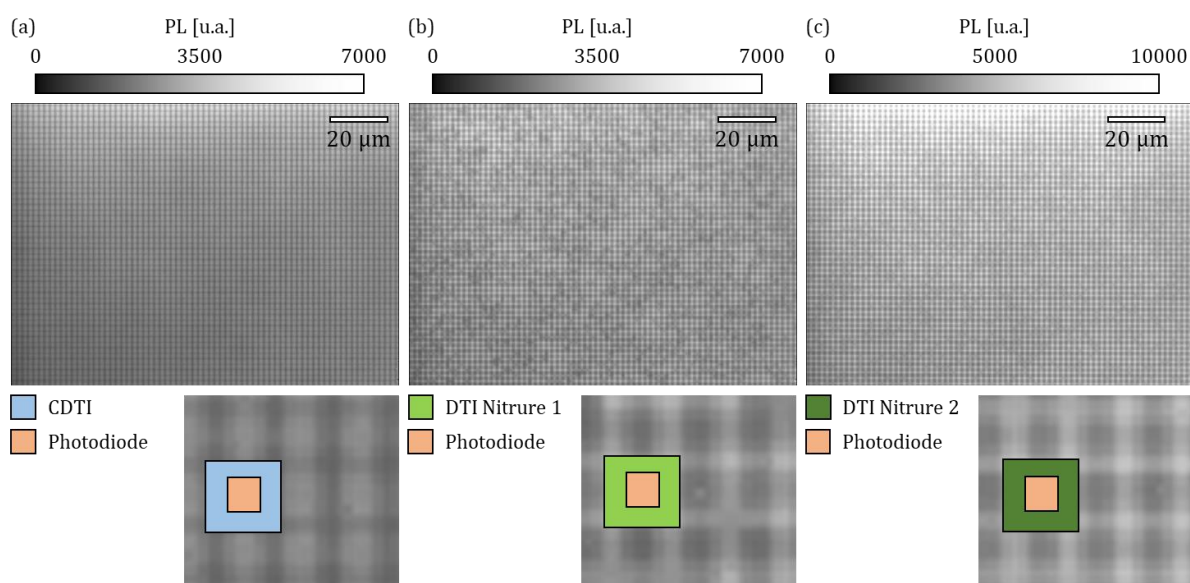 (a) PL [u.a.]
0 3500 7000
20 µm
CDTI
Photodiode
(b) PL [u.a.]
0 3500 7000
20 µm
DTI Nitrure 1
Photodiode
(c) PL [u.a.]
0 5000 10000
20 µm
DTI Nitrure 2
Photodiode